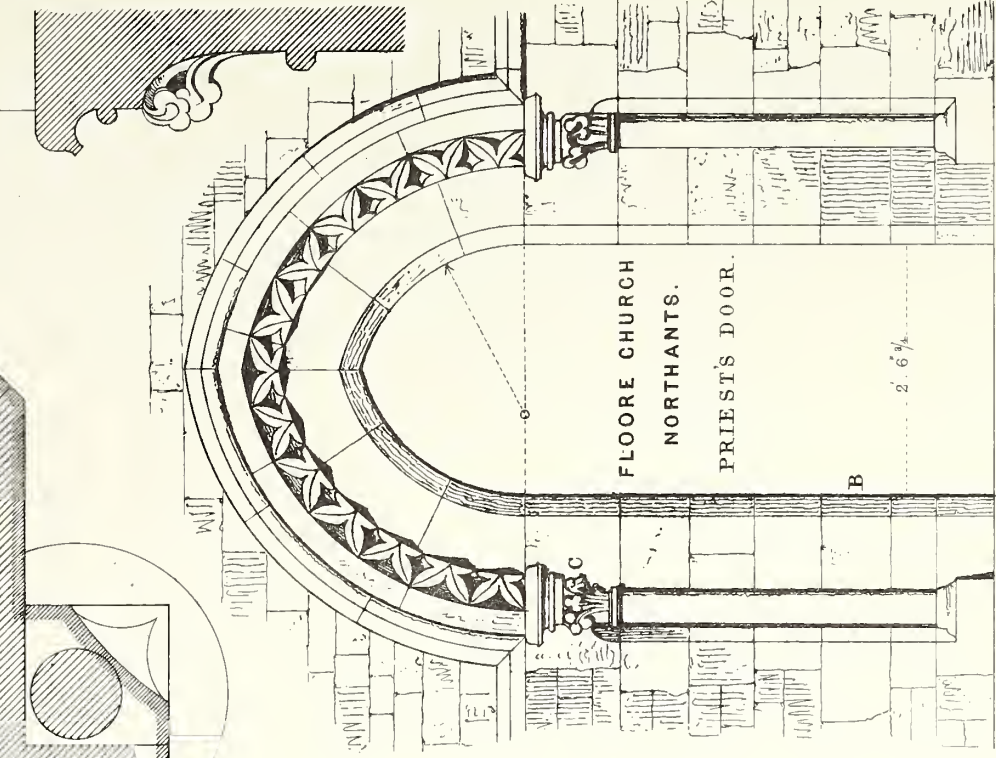 FLOORE CHURCH
NORTHANTS.
PRIEST'S DOOR.
2' 6¾"
B
C